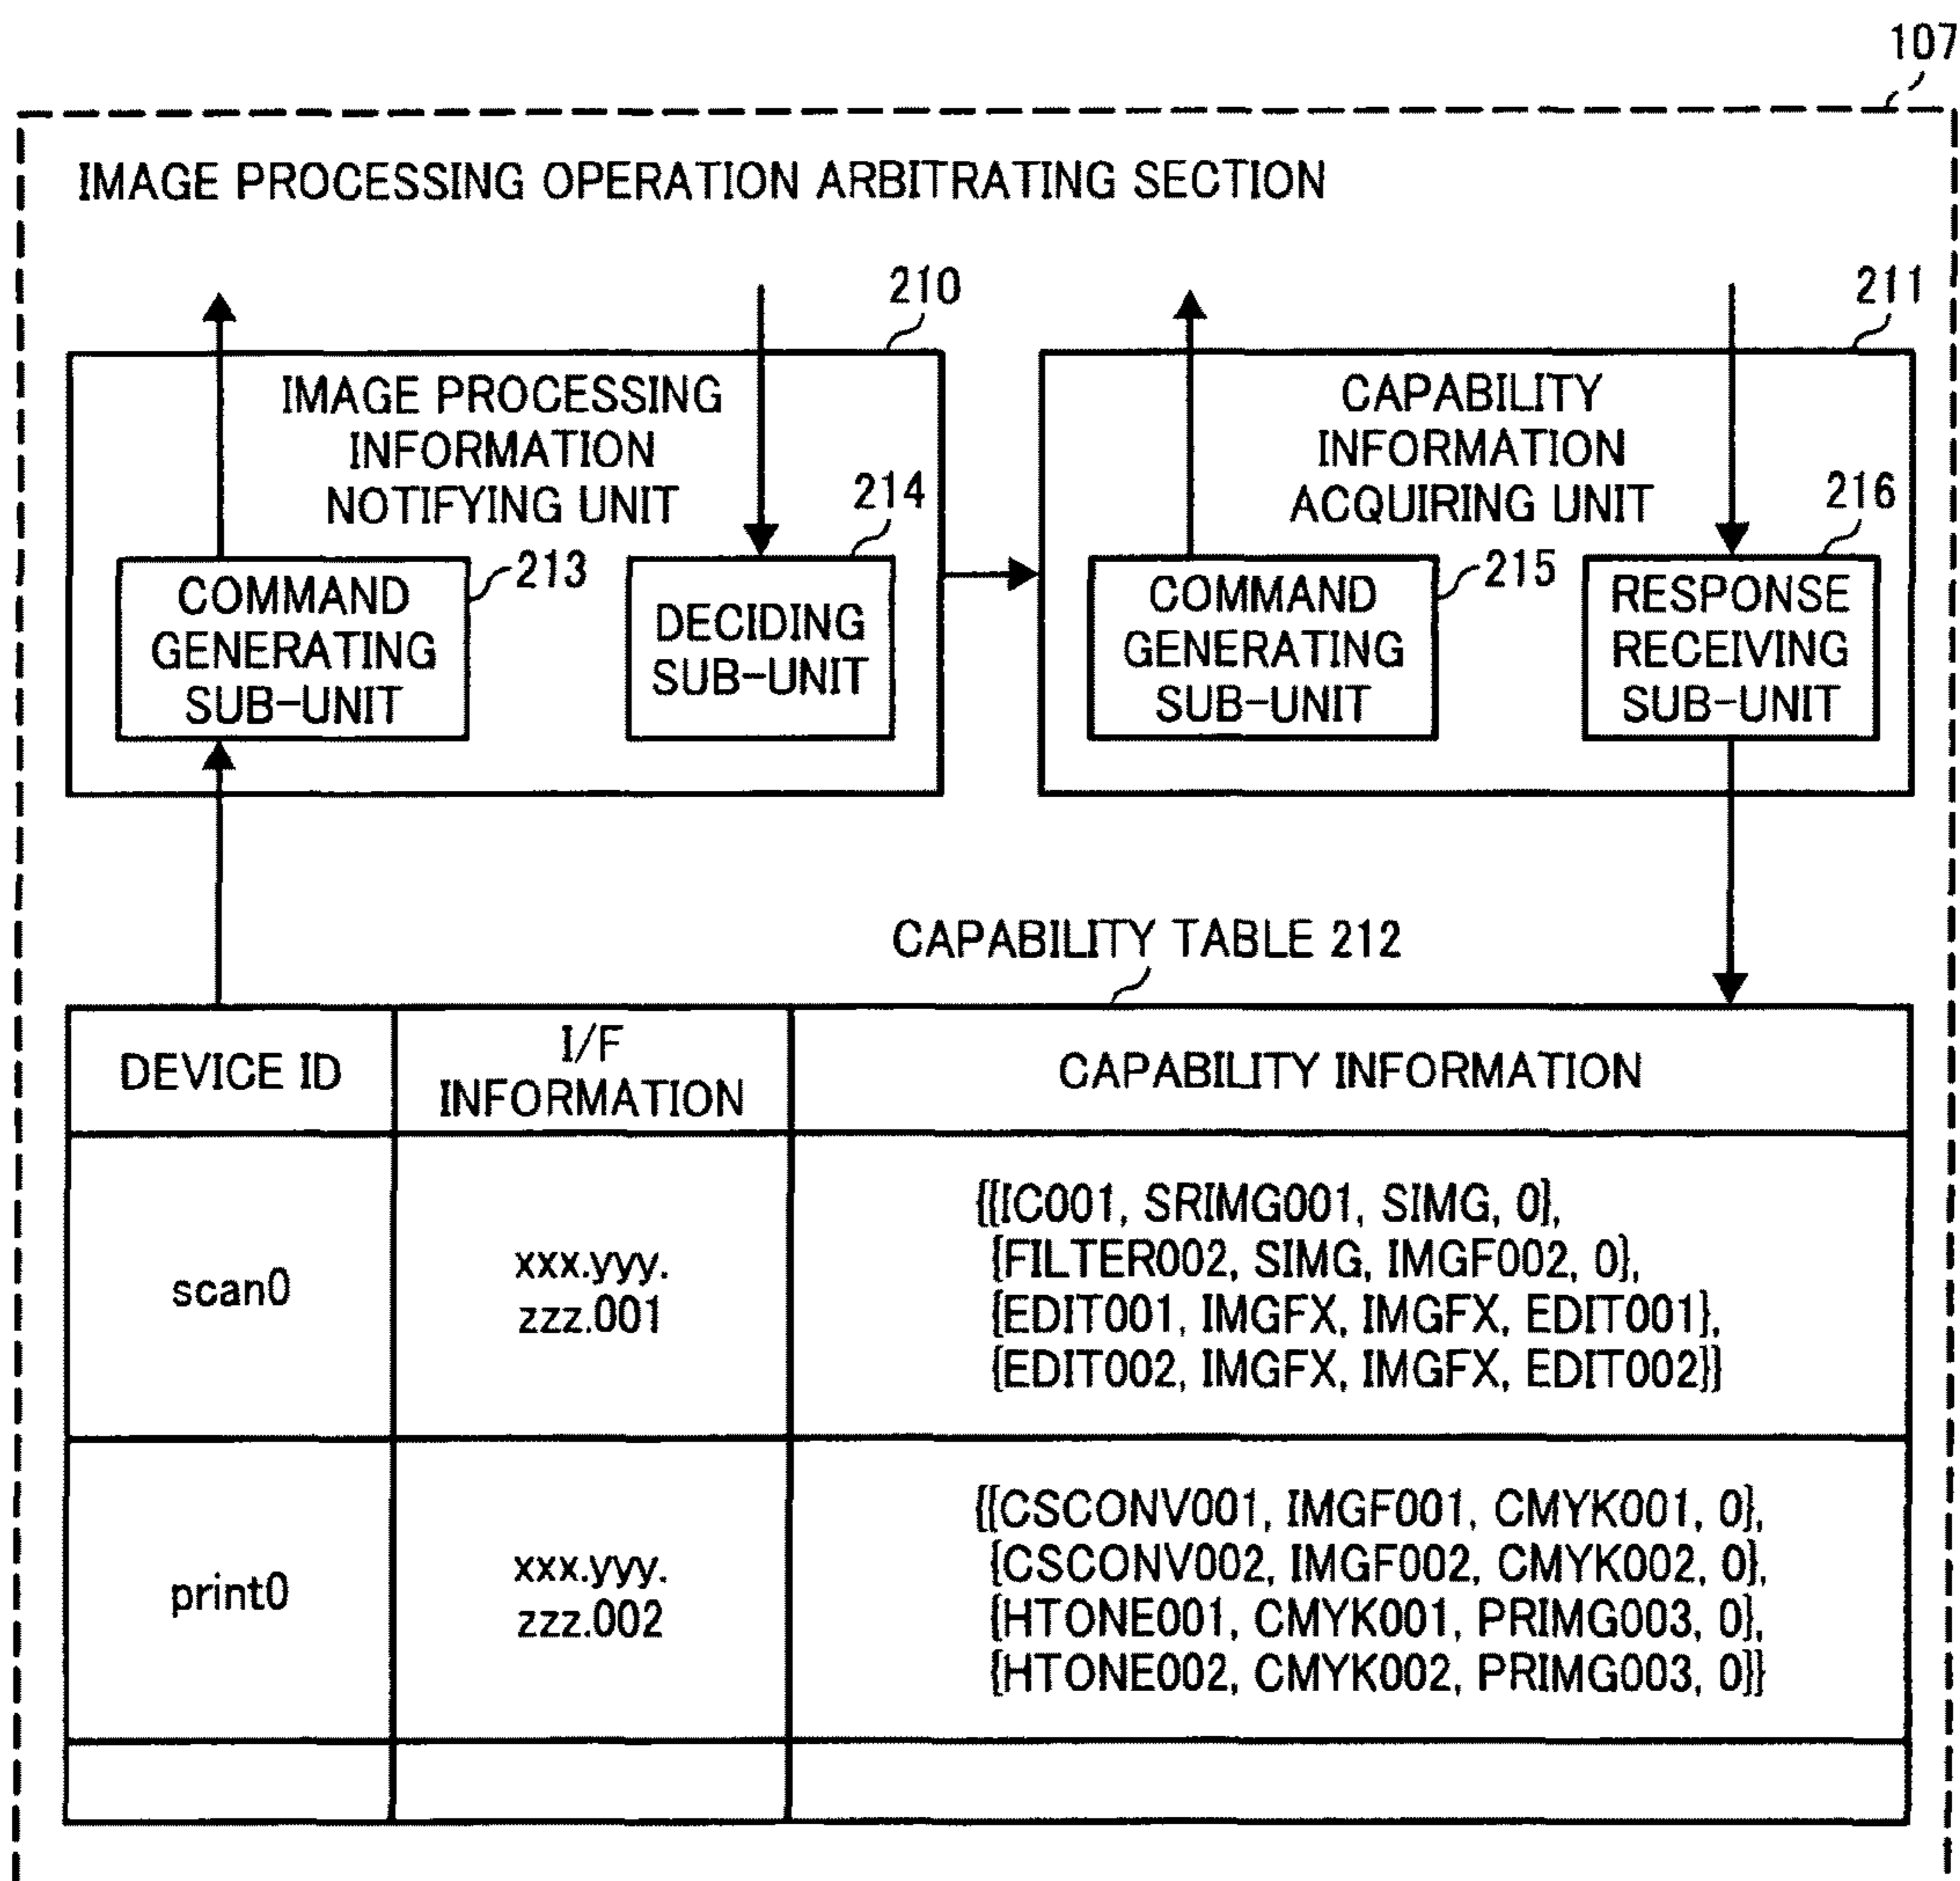 107
IMAGE PROCESSING OPERATION ARBITRATING SECTION
210
IMAGE PROCESSING
INFORMATION
NOTIFYING UNIT
213
COMMAND
GENERATING
SUB-UNIT
214
DECIDING
SUB-UNIT
211
CAPABILITY
INFORMATION
ACQUIRING UNIT
215
COMMAND
GENERATING
SUB-UNIT
216
RESPONSE
RECEIVING
SUB-UNIT
CAPABILITY TABLE 212
DEVICE ID
I/F
INFORMATION
CAPABILITY INFORMATION
scan0
xxx.yyy.
zzz.001
{{IC001, SRIMG001, SIMG, 0},
{FILTER002, SIMG, IMGF002, 0},
{EDIT001, IMGFX, IMGFX, EDIT001},
{EDIT002, IMGFX, IMGFX, EDIT002}}
print0
xxx.yyy.
zzz.002
{{CSCONV001, IMGF001, CMYK001, 0},
{CSCONV002, IMGF002, CMYK002, 0},
{HTONE001, CMYK001, PRIMG003, 0},
{HTONE002, CMYK002, PRIMG003, 0}}